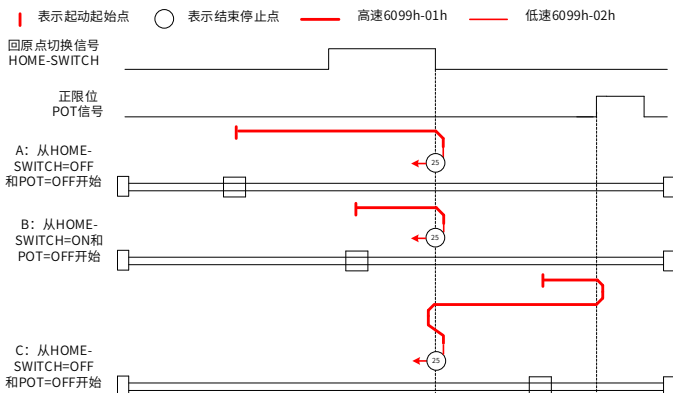 表示起动起始点 表示结束停止点 高速6099h-01h 低速6099h-02h
回原点切换信号
HOME-SWITCH
正限位
POT信号
A：从HOME-
SWITCH=OFF
和POT=OFF开始
25
B：从HOME-
SWITCH=ON和
POT=OFF开始
25
C：从HOME-
SWITCH=OFF
和POT=OFF开始
25